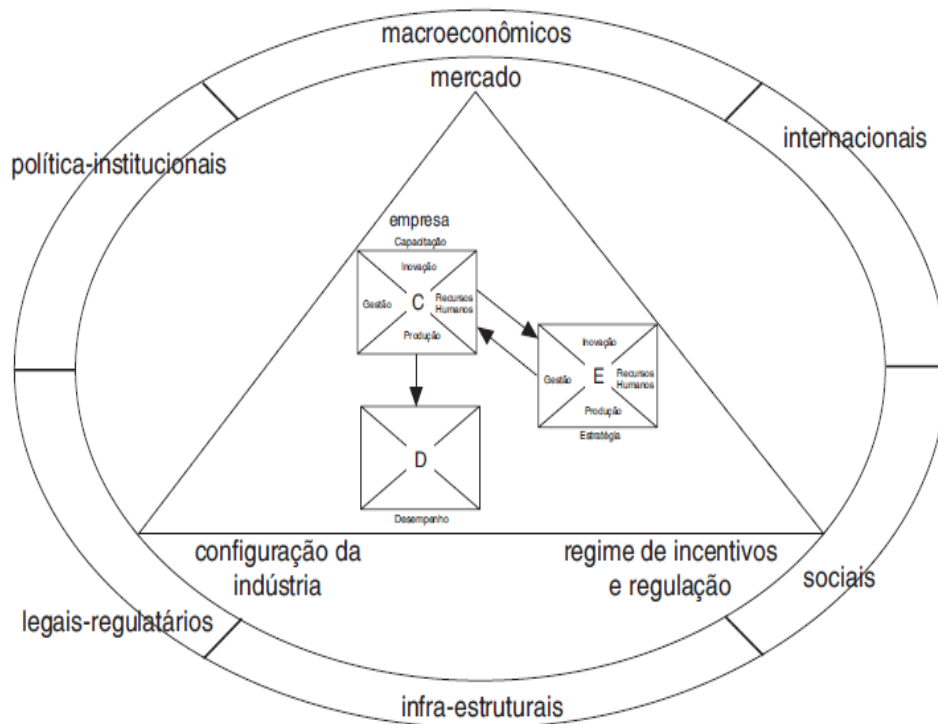 macroeconômicos
mercado
política-institucionais
internacionais
empresa
Capacitação
Inovação
Gestão
C
Recursos
Humanos
Produção
Inovação
Gestão
E
Recursos
Humanos
Produção
Estratégia
D
Desempenho
configuração da
indústria
regime de incentivos
e regulação
legais-regulatários
sociais
infra-estruturais